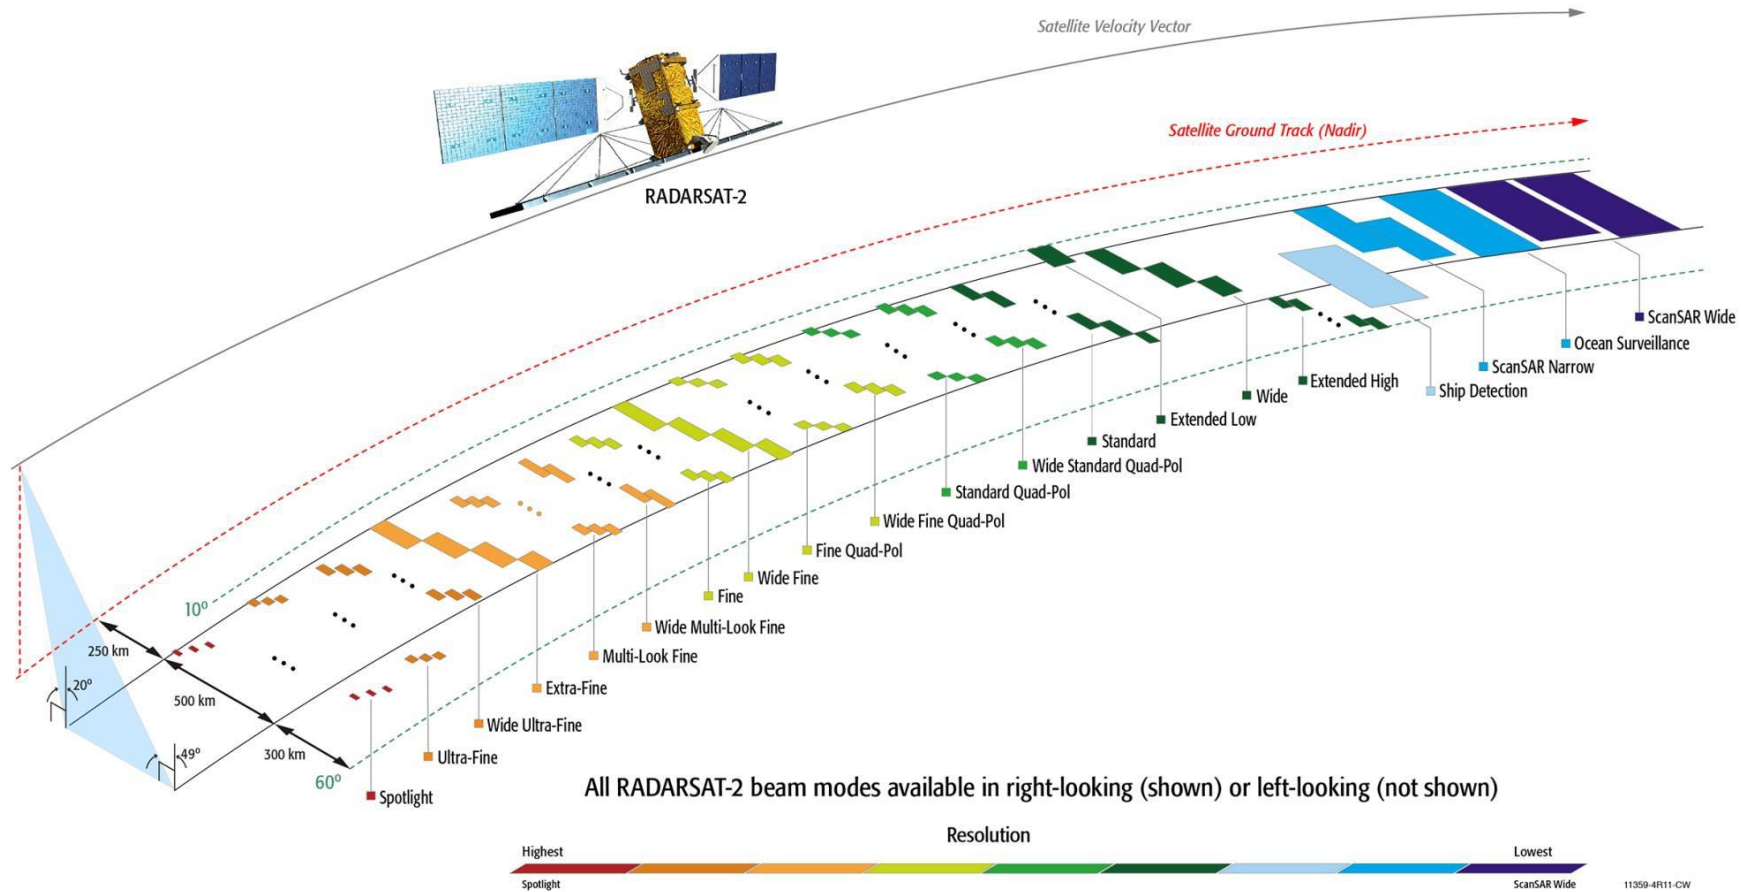 Satellite Velocity Vector
Satellite Ground Track (Nadir)
RADARSAT-2
10º
250 km
20º
500 km
49º
300 km
60º
ScanSAR Wide
Ocean Surveillance
ScanSAR Narrow
Ship Detection
Extended High
Wide
Extended Low
Standard
Wide Standard Quad-Pol
Standard Quad-Pol
Wide Fine Quad-Pol
Fine Quad-Pol
Wide Fine
Fine
Wide Multi-Look Fine
Multi-Look Fine
Extra-Fine
Wide Ultra-Fine
Ultra-Fine
Spotlight
All RADARSAT-2 beam modes available in right-looking (shown) or left-looking (not shown)
Resolution
Highest
Lowest
Spotlight
ScanSAR Wide
11359-4R11-CW